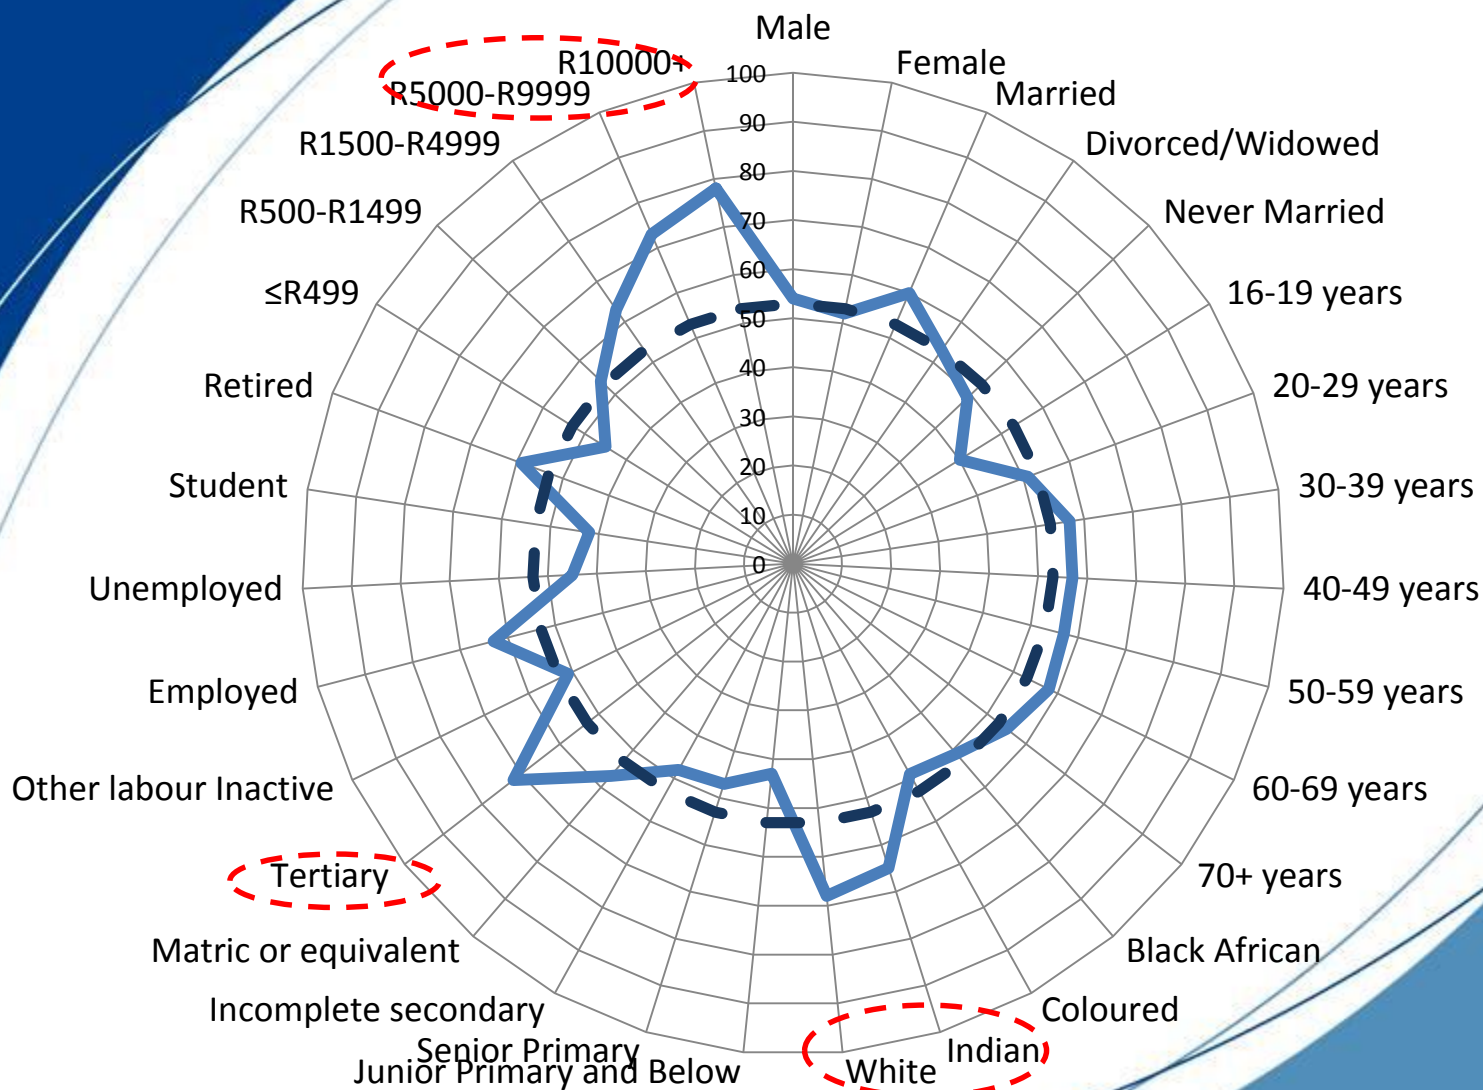 Male
Female
Married
Divorced/Widowed
Never Married
16-19 years
20-29 years
30-39 years
40-49 years
50-59 years
60-69 years
70+ years
Black African
Coloured
Indian
White
Junior Primary and Below
Senior Primary
Incomplete secondary
Matric or equivalent
Tertiary
Other labour Inactive
Employed
Unemployed
Student
Retired
≤R499
R500-R1499
R1500-R4999
R5000-R9999
R10000+
100
90
80
70
60
50
40
30
20
10
0